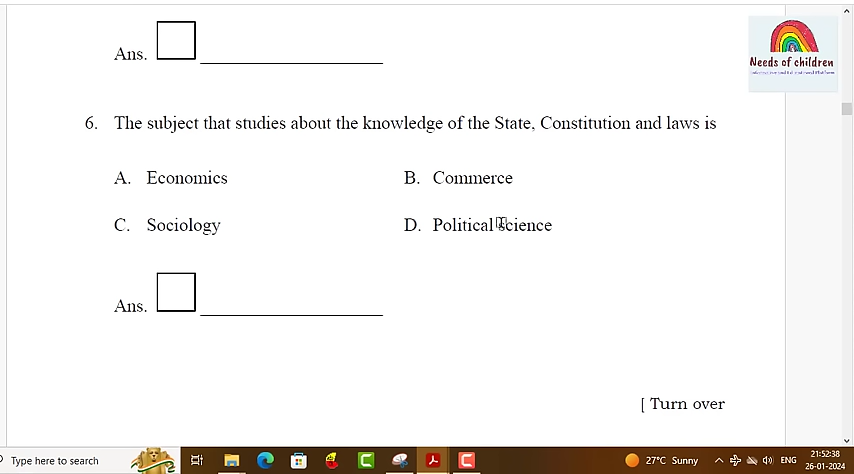 Ans.
Needs of children
6. The subject that studies about the knowledge of the State, Constitution and laws is
A. Economics B. Commerce
C. Sociology D. Political science
Ans.
[ Turn over
Type here to search 27°C Sunny ENG 21:52:38
26-01-2024